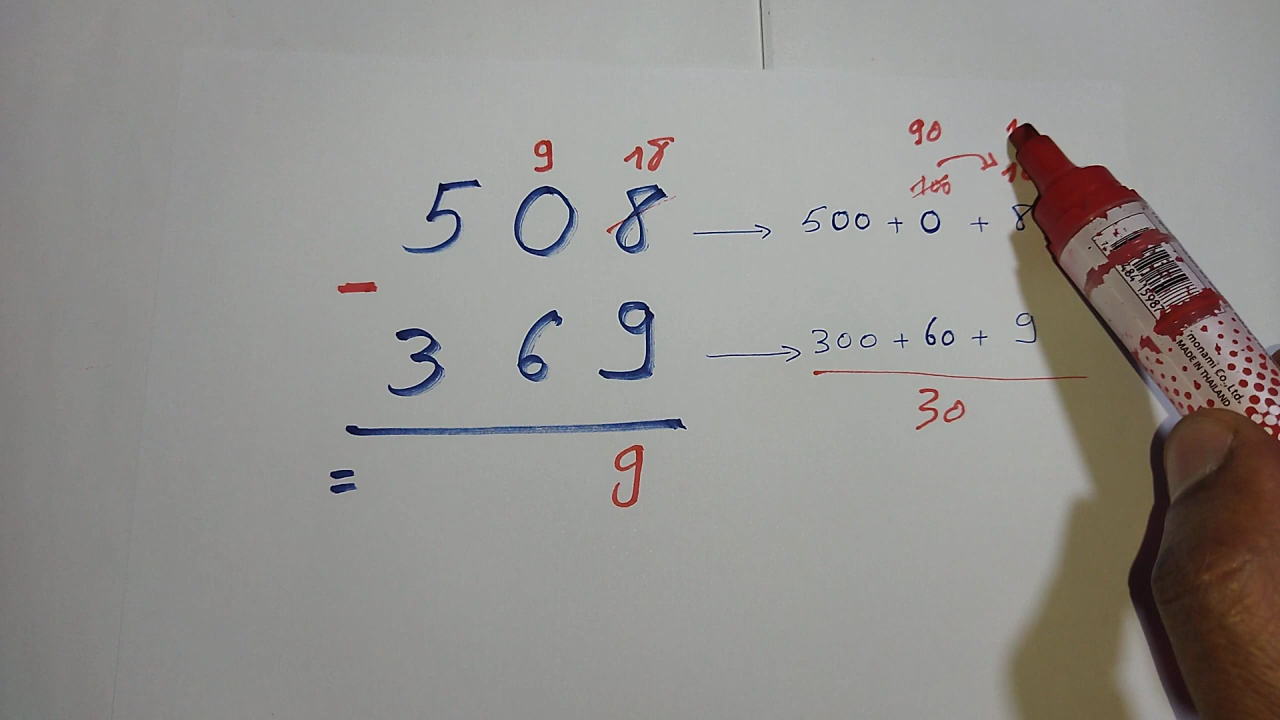 9 18 90
100
5 0 8 → 500 + 0 + 8
-
3 6 9 → 300 + 60 + 9
30
= 9
monami Co.,Ltd.
MADE IN THAILAND